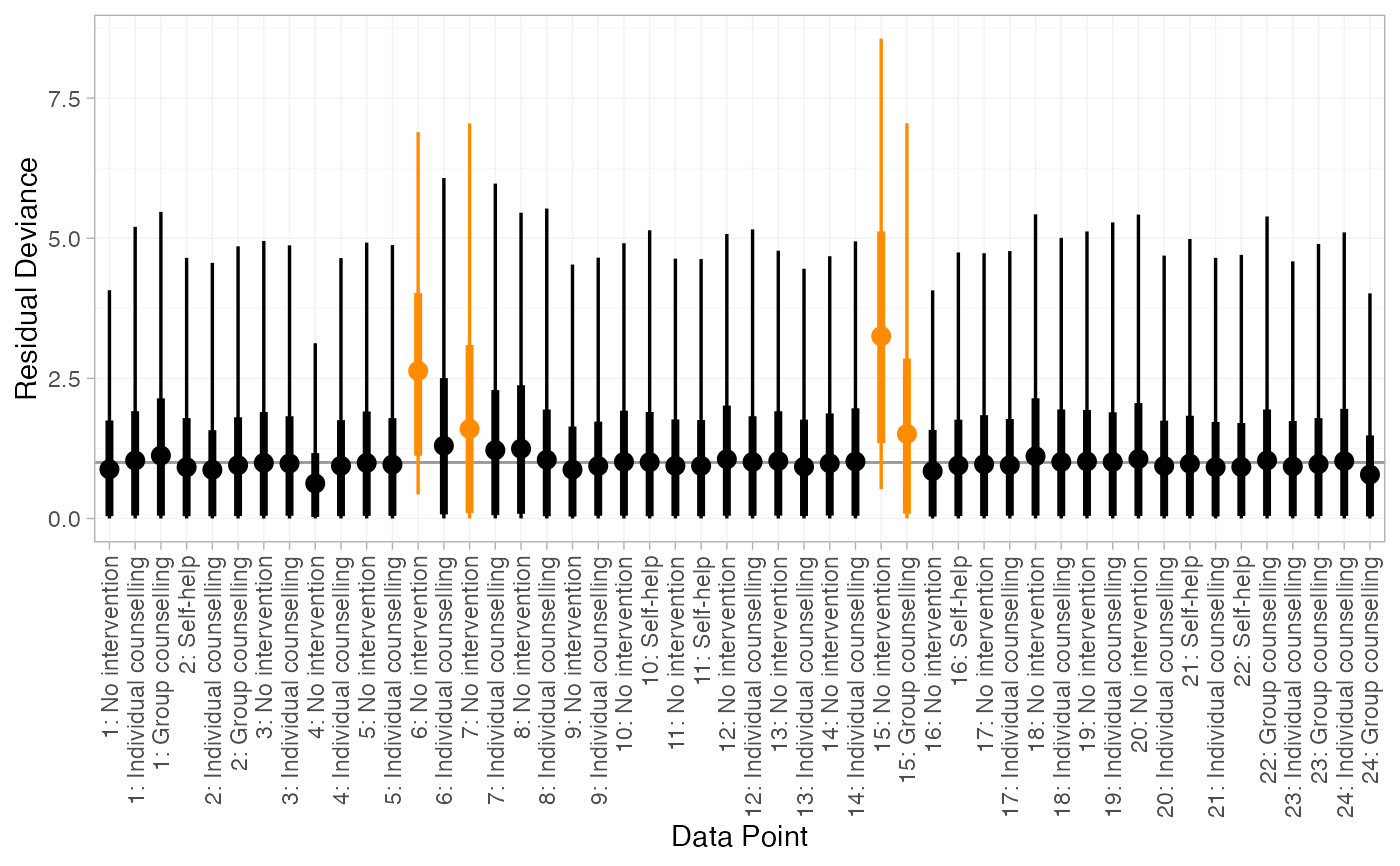 Residual Deviance
7.5
5.0
2.5
0.0
1: No intervention
1: Individual counselling
1: Group counselling
2: Self-help
2: Individual counselling
2: Group counselling
3: No intervention
3: Individual counselling
4: No intervention
4: Individual counselling
5: No intervention
5: Individual counselling
6: No intervention
6: Individual counselling
7: No intervention
7: Individual counselling
8: No intervention
8: Individual counselling
9: No intervention
9: Individual counselling
10: No intervention
10: Self-help
11: No intervention
11: Self-help
12: No intervention
12: Individual counselling
13: No intervention
13: Individual counselling
14: No intervention
14: Individual counselling
15: No intervention
15: Group counselling
16: No intervention
16: Self-help
17: No intervention
17: Individual counselling
18: No intervention
18: Individual counselling
19: No intervention
19: Individual counselling
20: No intervention
20: Individual counselling
21: Self-help
21: Individual counselling
22: Self-help
22: Group counselling
23: Individual counselling
23: Group counselling
24: Individual counselling
24: Group counselling
Data Point